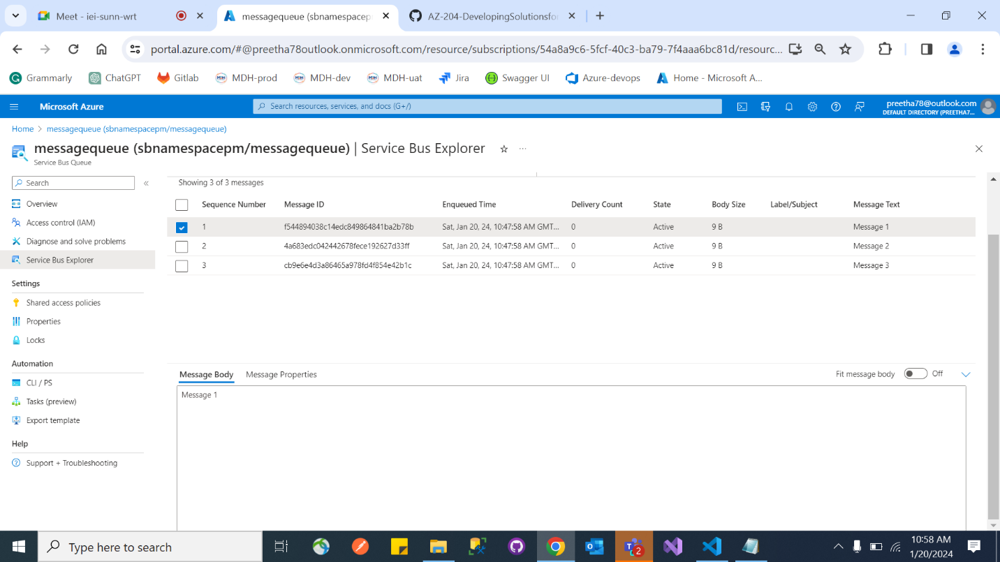 Meet - iei-sunn-wrt
messagequeue (sbnamespacep
AZ-204-DevelopingSolutionsfo
portal.azure.com/#@preetha78outlook.onmicrosoft.com/resource/subscriptions/54a8a9c6-5fcf-40c3-ba79-7f4aaa6bc81d/resourc...
Grammarly ChatGPT Gitlab MDH-prod MDH-dev MDH-uat Jira Swagger UI Azure-devops Home - Microsoft A...
Microsoft Azure
Search resources, services, and docs (G+/)
preetha78@outlook.com
DEFAULT DIRECTORY (PREETHA7...
Home > messagequeue (sbnamespacepm/messagequeue)
messagequeue (sbnamespacepm/messagequeue) | Service Bus Explorer
Service Bus Queue
Search
Overview
Access control (IAM)
Diagnose and solve problems
Service Bus Explorer
Settings
Shared access policies
Properties
Locks
Automation
CLI / PS
Tasks (preview)
Export template
Help
Support + Troubleshooting
Showing 3 of 3 messages
Sequence Number Message ID Enqueued Time Delivery Count State Body Size Label/Subject Message Text
1 f544894038c14edc849864841ba2b78b Sat, Jan 20, 24, 10:47:58 AM GMT... 0 Active 9 B Message 1
2 4a683edc042442678fece192627d33ff Sat, Jan 20, 24, 10:47:58 AM GMT... 0 Active 9 B Message 2
3 cb9e6e4d3a86465a978fd4f854e42b1c Sat, Jan 20, 24, 10:47:58 AM GMT... 0 Active 9 B Message 3
Message Body Message Properties Fit message body Off
Message 1
Type here to search
2
10:58 AM
1/20/2024